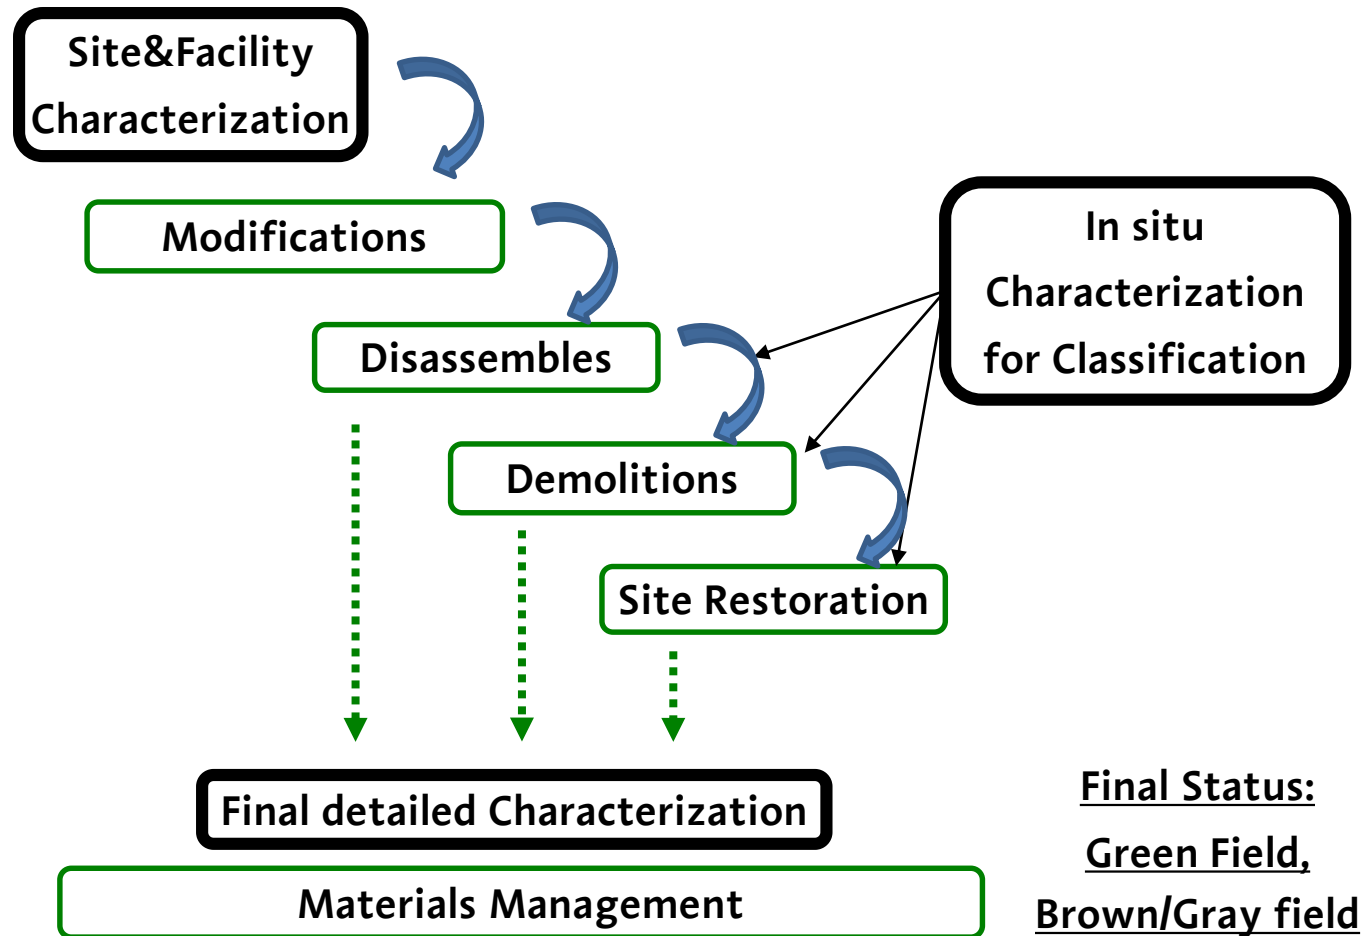 Site&Facility
Characterization
Modifications
In situ
Characterization
for Classification
Disassembles
Demolitions
Site Restoration
Final detailed Characterization
Materials Management
Final Status:
Green Field,
Brown/Gray field